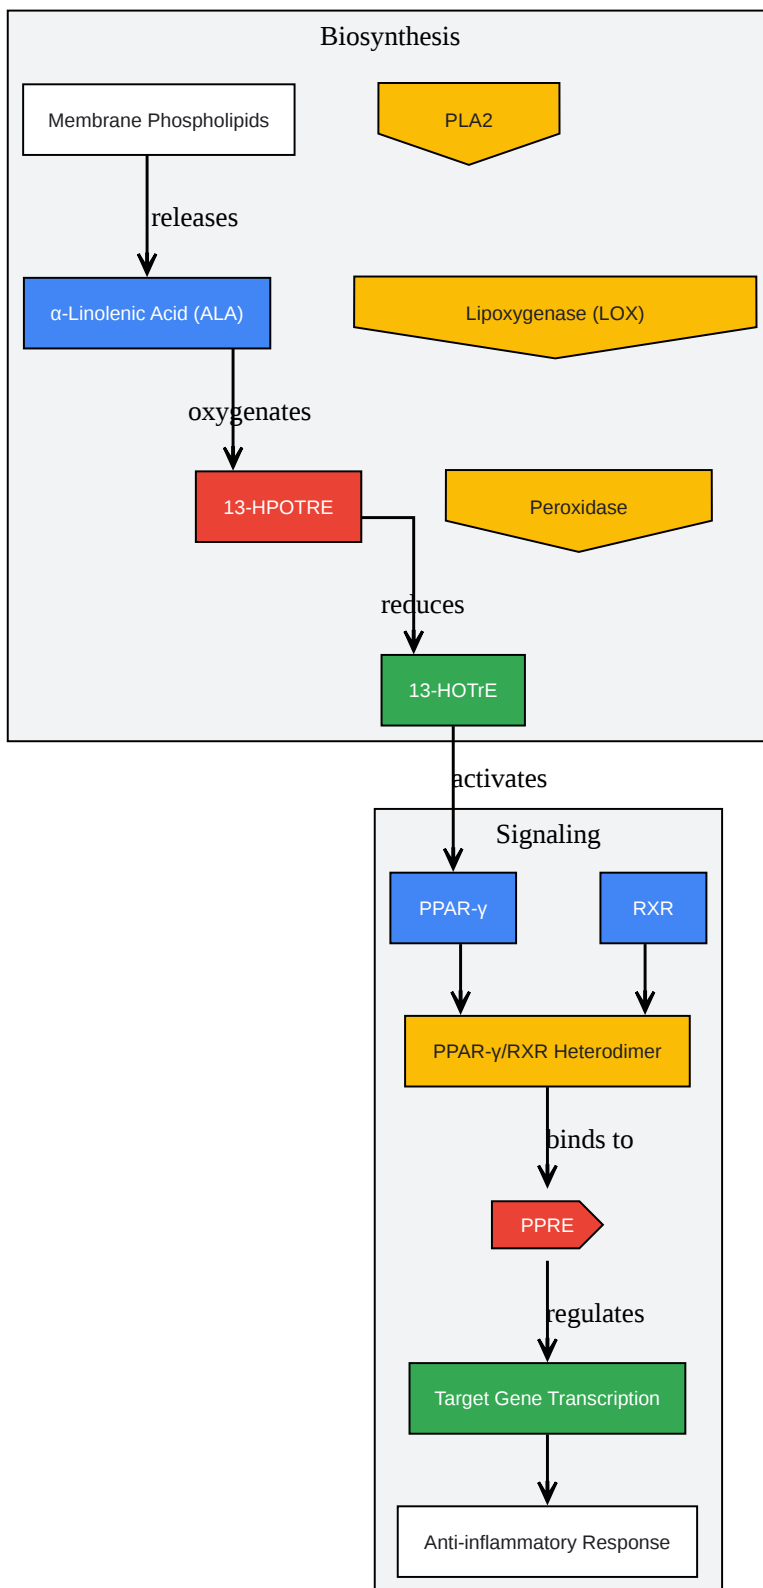 Biosynthesis
Membrane Phospholipids
PLA2
releases
α-Linolenic Acid (ALA)
Lipoxygenase (LOX)
oxygenates
13-HPOTRE
Peroxidase
reduces
13-HOTrE
activates
Signaling
PPAR-γ
RXR
PPAR-γ/RXR Heterodimer
binds to
PPRE
regulates
Target Gene Transcription
Anti-inflammatory Response